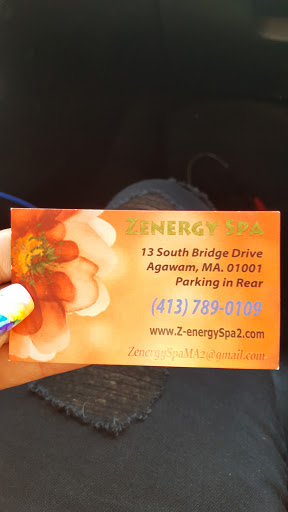 Zenergy Spa
13 South Bridge Drive
Agawam, MA. 01001
Parking in Rear
(413) 789-0109
www.Z-energySpa2.com
ZenergySpaMA2@gmail.com